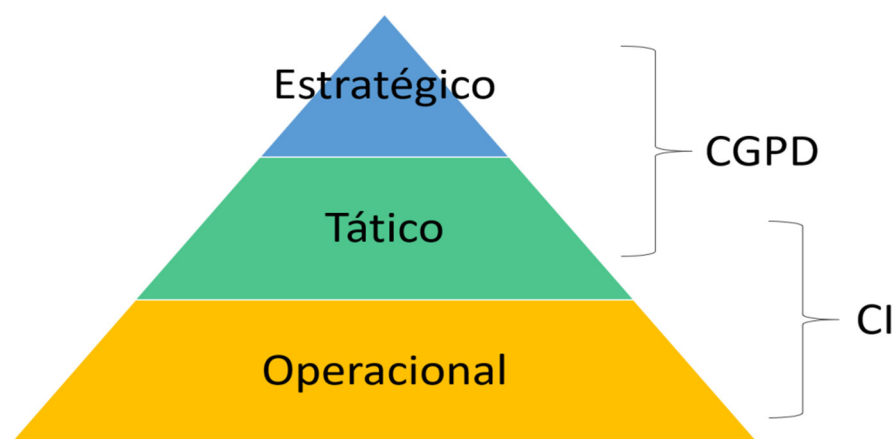 Estratégico
CGPD
Tático
CI
Operacional